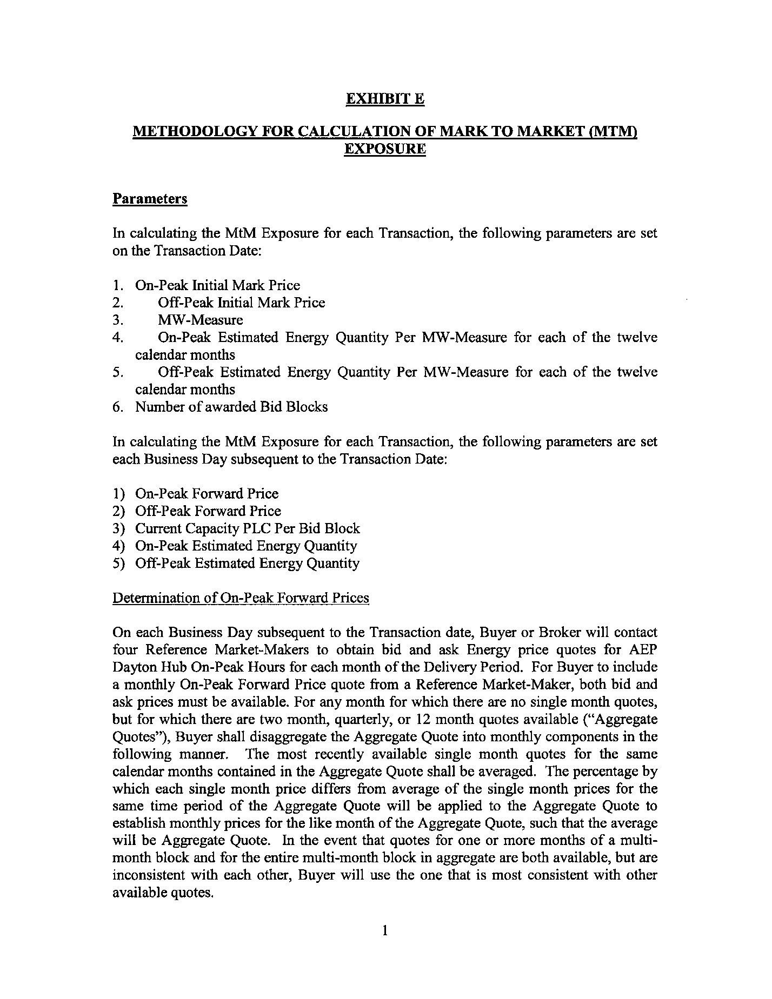 EXHIBIT E
METHODOLOGY FOR CALCULATION OF MARK TO MARKET (MTM)
EXPOSURE
Parameters
In calculating the MtM Exposure for each Transaction, the following parameters are set
on the Transaction Date:
1. On-Peak Initial Mark Price
2. Off-Peak Initial Mark Price
3. MW-Measure
4. On-Peak Estimated Energy Quantity Per MW-Measure for each of the twelve
calendar months
5. Off-Peak Estimated Energy Quantity Per MW-Measure for each of the twelve
calendar months
6. Number of awarded Bid Blocks
In calculating the MtM Exposure for each Transaction, the following parameters are set
each Business Day subsequent to the Transaction Date:
1) On-Peak Forward Price
2) Off-Peak Forward Price
3) Current Capacity PLC Per Bid Block
4) On-Peak Estimated Energy Quantity
5) Off-Peak Estimated Energy Quantity
Determination of On-Peak Forward Prices
On each Business Day subsequent to the Transaction date, Buyer or Broker will contact
four Reference Market-Makers to obtain bid and ask Energy price quotes for AEP
Dayton Hub On-Peak Hours for each month of the Delivery Period. For Buyer to include
a monthly On-Peak Forward Price quote from a Reference Market-Maker, both bid and
ask prices must be available. For any month for which there are no single month quotes,
but for which there are two month, quarterly, or 12 month quotes available (“Aggregate
Quotes”), Buyer shall disaggregate the Aggregate Quote into monthly components in the
following manner. The most recently available single month quotes for the same
calendar months contained in the Aggregate Quote shall be averaged. The percentage by
which each single month price differs from average of the single month prices for the
same time period of the Aggregate Quote will be applied to the Aggregate Quote to
establish monthly prices for the like month of the Aggregate Quote, such that the average
will be Aggregate Quote. In the event that quotes for one or more months of a multi-
month block and for the entire multi-month block in aggregate are both available, but are
inconsistent with each other, Buyer will use the one that is most consistent with other
available quotes.
1